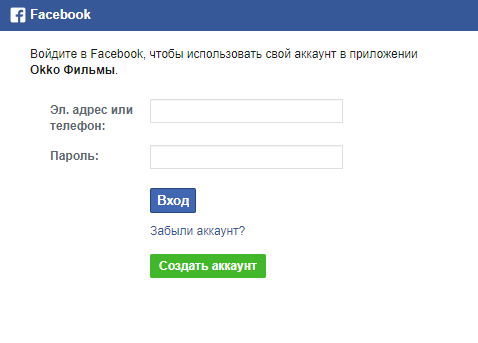 Facebook
Войдите в Facebook, чтобы использовать свой аккаунт в приложении
Okko Фильмы.
Эл. адрес или
телефон:
Пароль:
Вход
Забыли аккаунт?
Создать аккаунт